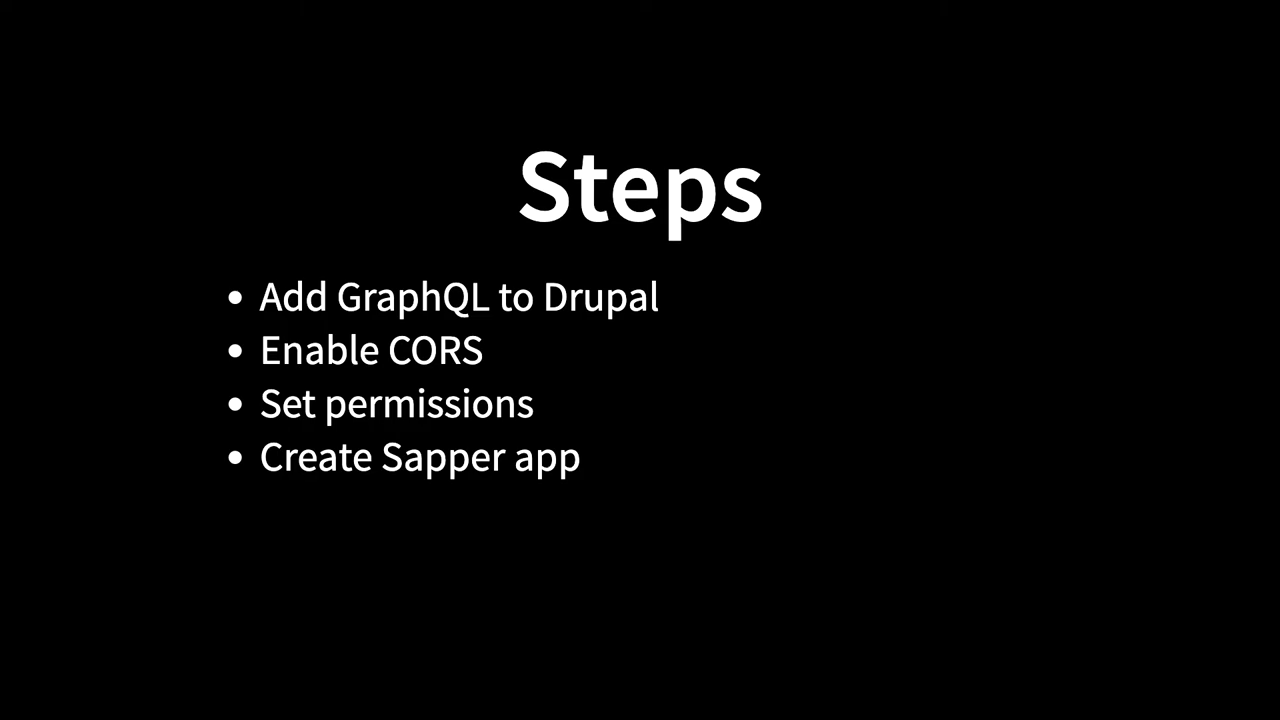 Steps
• Add GraphQL to Drupal
• Enable CORS
• Set permissions
• Create Sapper app